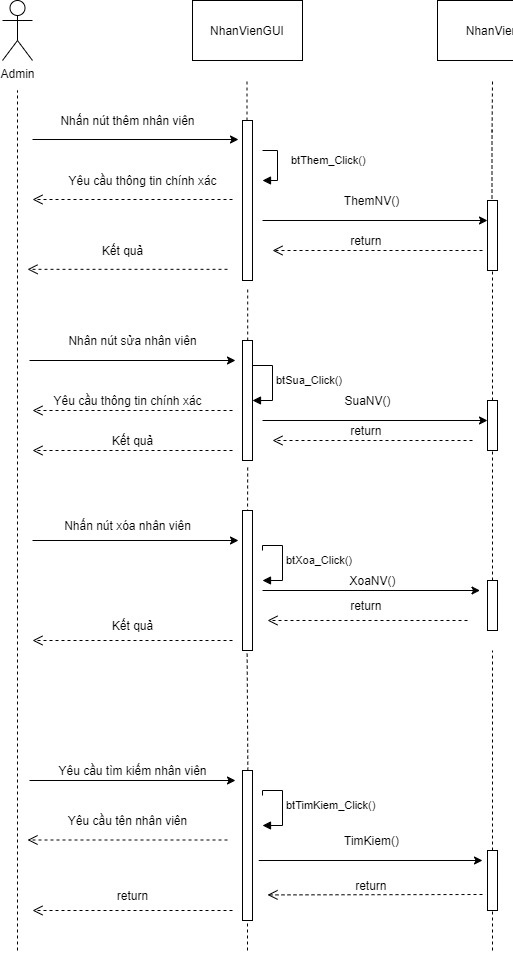 NhanVienGUI
NhanVien
Admin
Nhấn nút thêm nhân viên
btThem_Click()
Yêu cầu thông tin chính xác
ThemNV()
return
Kết quả
Nhân nút sửa nhân viên
btSua_Click()
Yêu cầu thông tin chính xác
SuaNV()
return
Kết quả
Nhấn nút xóa nhân viên
btXoa_Click()
XoaNV()
return
Kết quả
Yêu cầu tìm kiếm nhân viên
btTimKiem_Click()
Yêu cầu tên nhân viên
TimKiem()
return
return